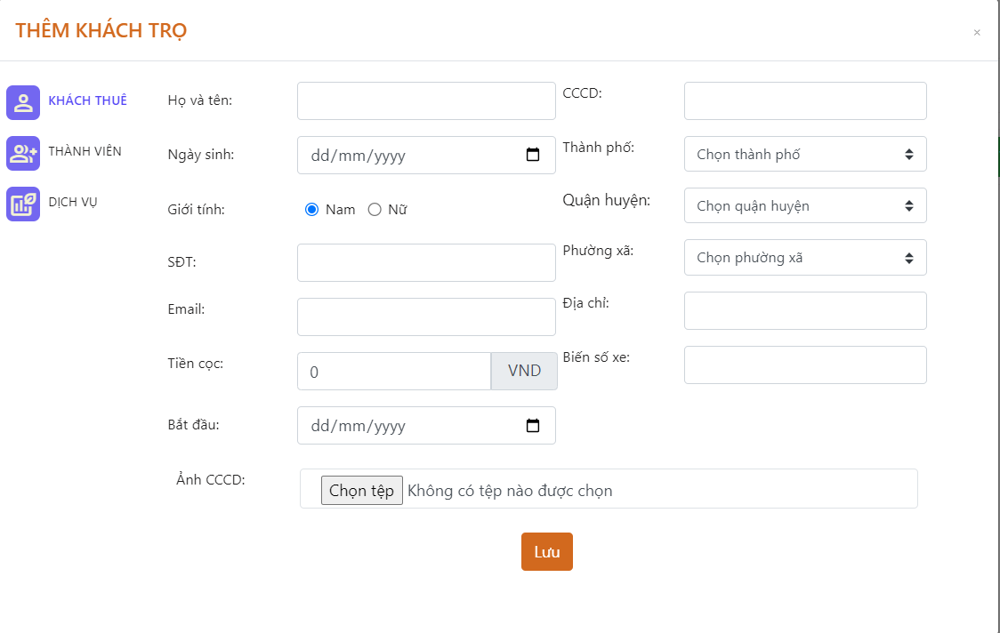 THÊM KHÁCH TRỌ
×
KHÁCH THUÊ
THÀNH VIÊN
DỊCH VỤ
Họ và tên:
Ngày sinh: dd/mm/yyyy
Giới tính: Nam Nữ
SĐT:
Email:
Tiền cọc: 0 VND
Bắt đầu: dd/mm/yyyy
CCCD:
Thành phố: Chọn thành phố
Quận huyện: Chọn quận huyện
Phường xã: Chọn phường xã
Địa chỉ:
Biến số xe:
Ảnh CCCD: Chọn tệp Không có tệp nào được chọn
Lưu